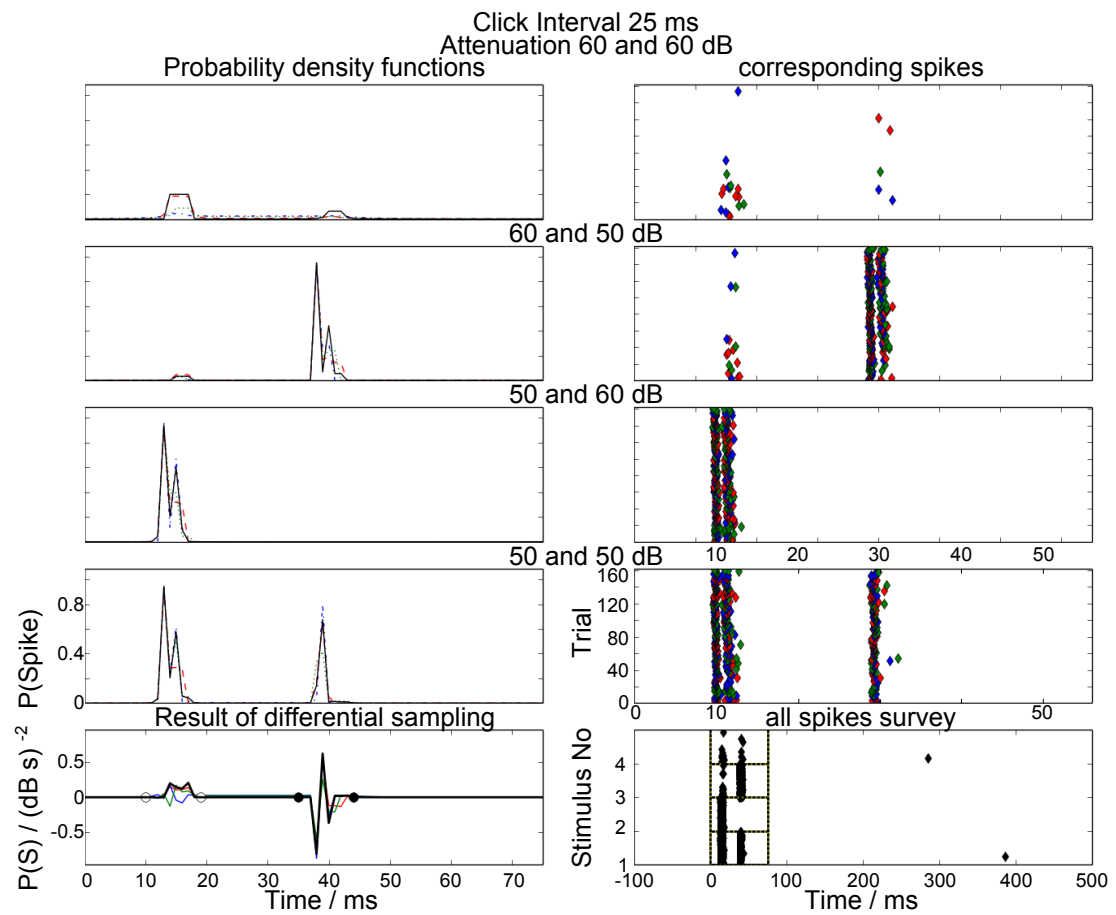 Click Interval 25 ms
Attenuation 60 and 60 dB
Probability density functions
corresponding spikes
60 and 50 dB
50 and 60 dB
10 20 30 40 50
50 and 50 dB
P(Spike)
0.8
0.4
0
Trial
160
120
80
40
0
0 10 50
Result of differential sampling
all spikes survey
P(S) / (dB s) -2
0.5
0
-0.5
0 10 20 30 40 50 60 70
Time / ms
Stimulus No
4
3
2
1
-100 0 100 200 300 400 500
Time / ms